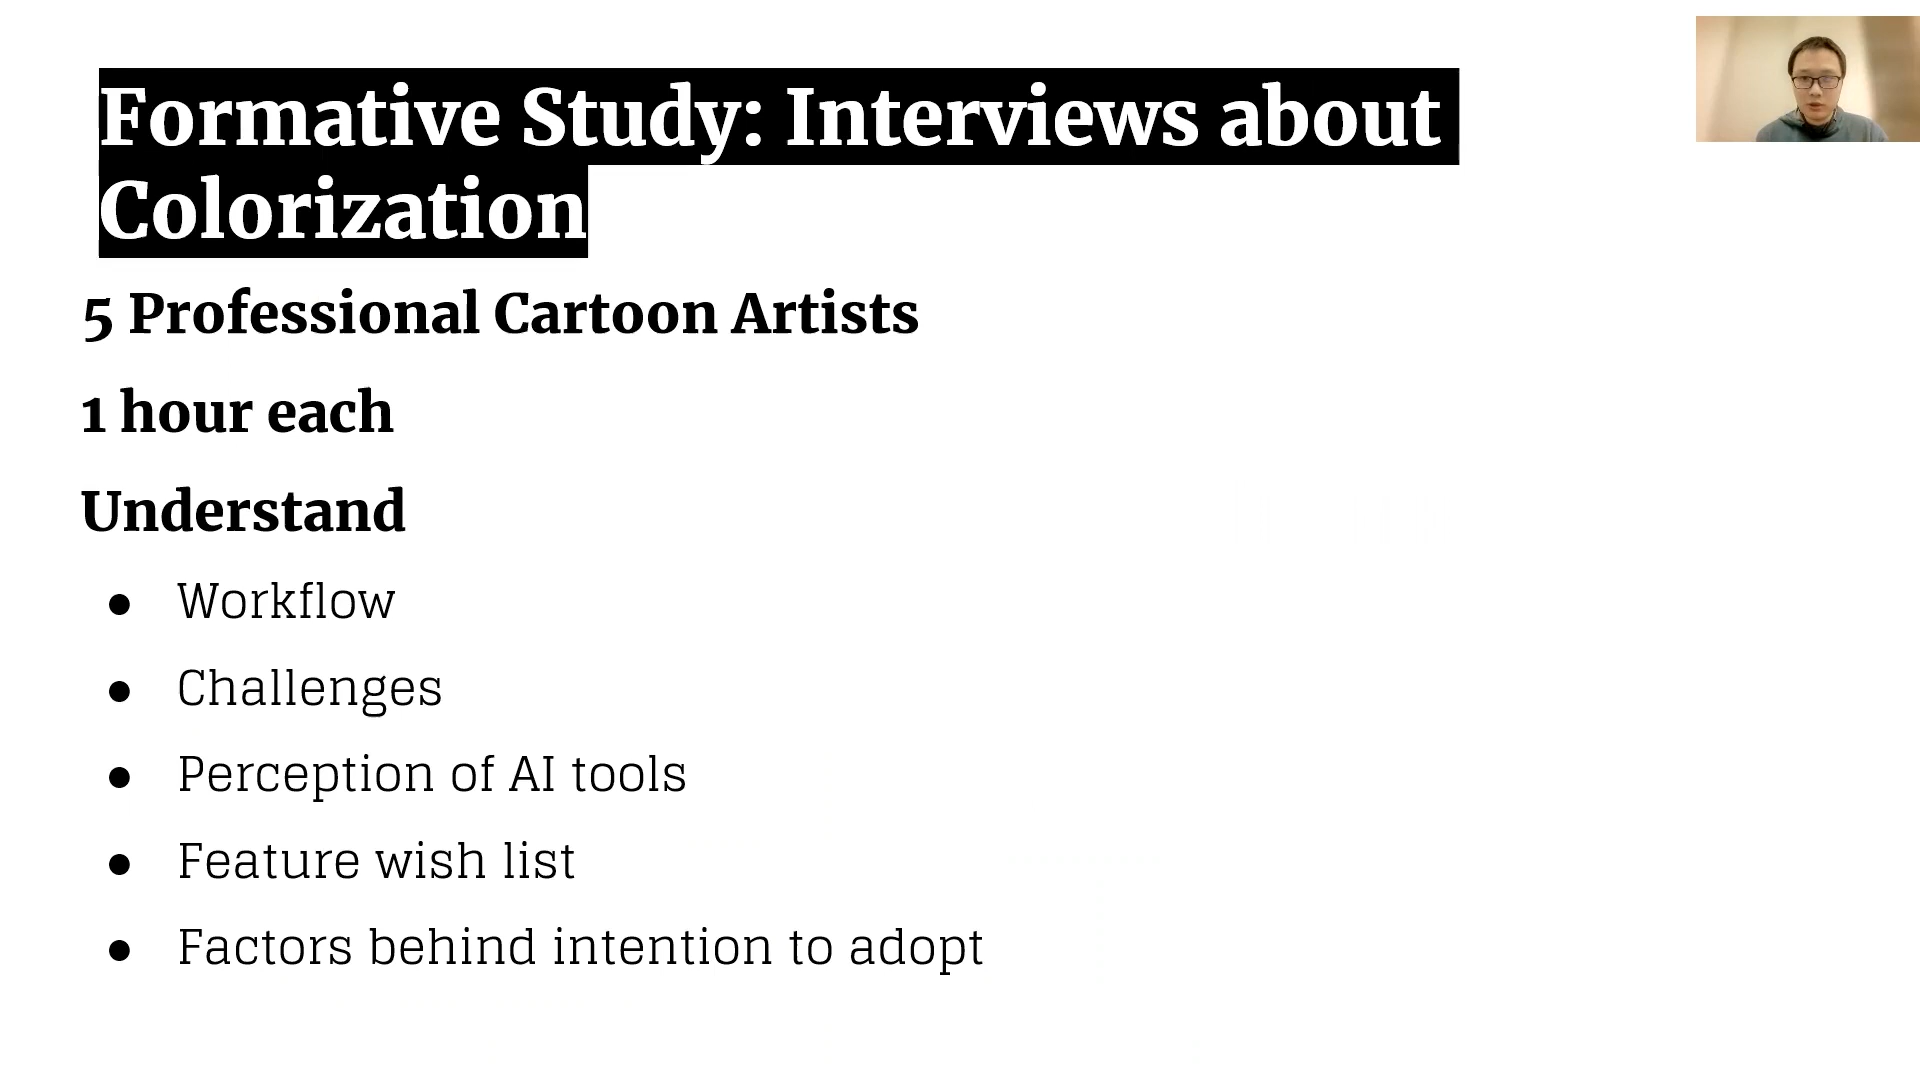 Formative Study: Interviews about
Colorization
5 Professional Cartoon Artists
1 hour each
Understand
● Workflow
● Challenges
● Perception of AI tools
● Feature wish list
● Factors behind intention to adopt